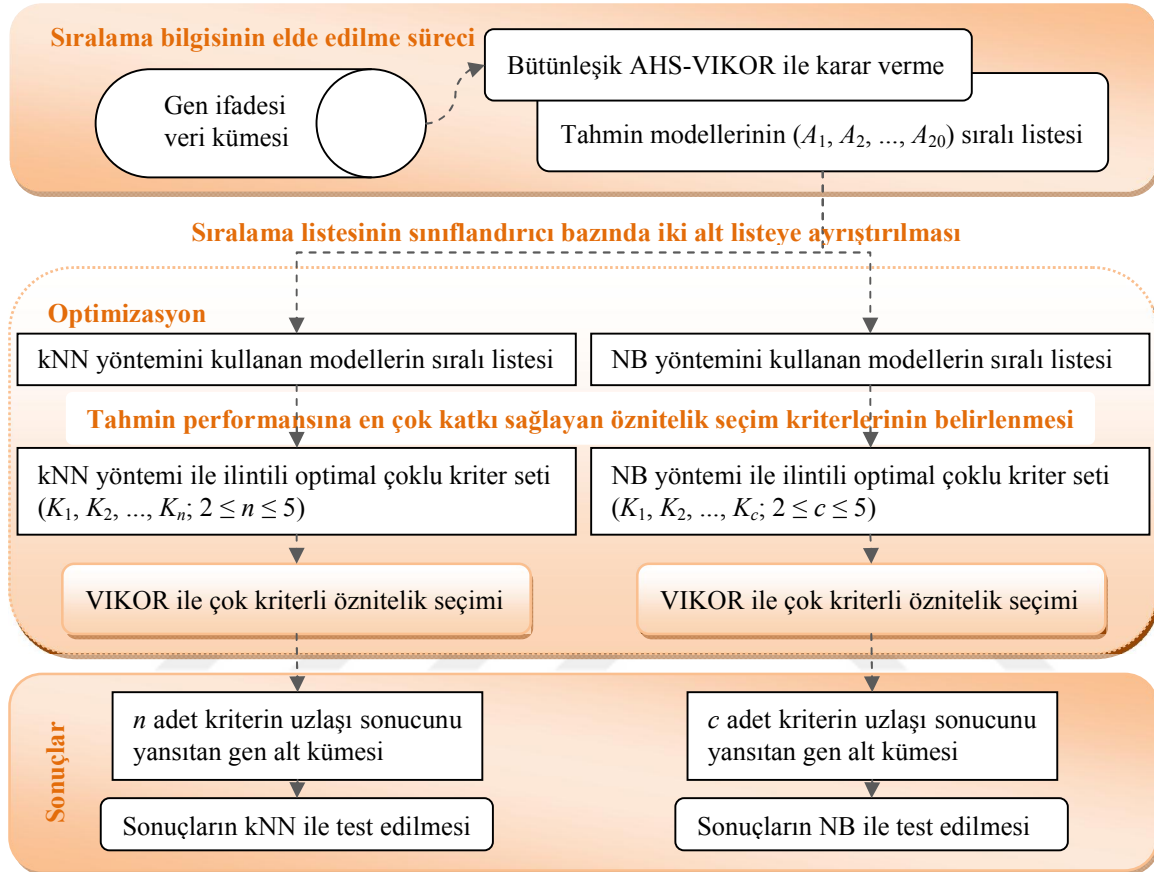 Sıralama bilgisinin elde edilme süreci
Gen ifadesi
veri kümesi
Bütünleşik AHS-VIKOR ile karar verme
Tahmin modellerinin (A1, A2, ..., A20) sıralı listesi
Sıralama listesinin sınıflandırıcı bazında iki alt listeye ayrıştırılması
Optimizasyon
kNN yöntemini kullanan modellerin sıralı listesi
NB yöntemini kullanan modellerin sıralı listesi
Tahmin performansına en çok katkı sağlayan öznitelik seçim kriterlerinin belirlenmesi
kNN yöntemi ile ilintili optimal çoklu kriter seti
(K1, K2, ..., Kn; 2 ≤ n ≤ 5)
NB yöntemi ile ilintili optimal çoklu kriter seti
(K1, K2, ..., Kc; 2 ≤ c ≤ 5)
VIKOR ile çok kriterli öznitelik seçimi
VIKOR ile çok kriterli öznitelik seçimi
Sonuçlar
n adet kriterin uzlaşı sonucunu
yansıtan gen alt kümesi
c adet kriterin uzlaşı sonucunu
yansıtan gen alt kümesi
Sonuçların kNN ile test edilmesi
Sonuçların NB ile test edilmesi